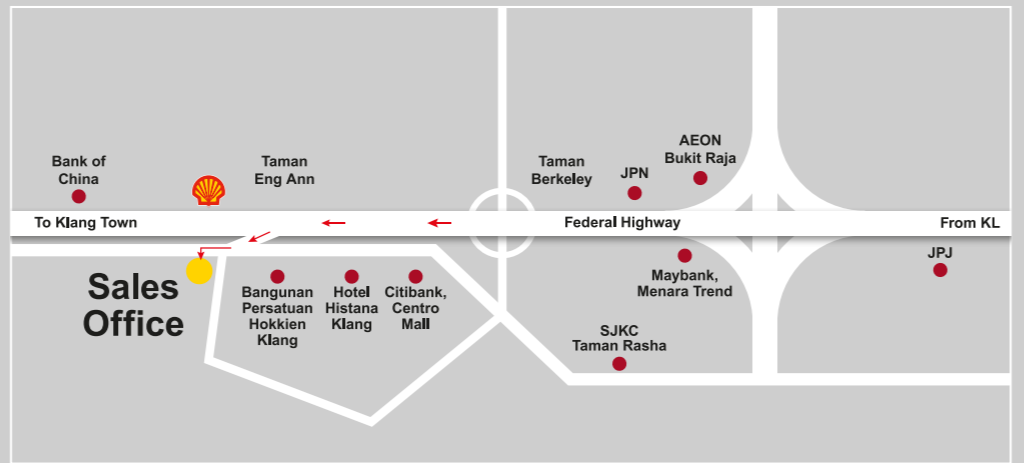 Bank of
China
Taman
Eng Ann
Taman
Berkeley
JPN
AEON
Bukit Raja
To Klang Town
Federal Highway
From KL
Sales
Office
Bangunan
Persatuan
Hokkien
Klang
Hotel
Histana
Klang
Citibank,
Centro
Mall
Maybank,
Menara Trend
JPJ
SJKC
Taman Rasha